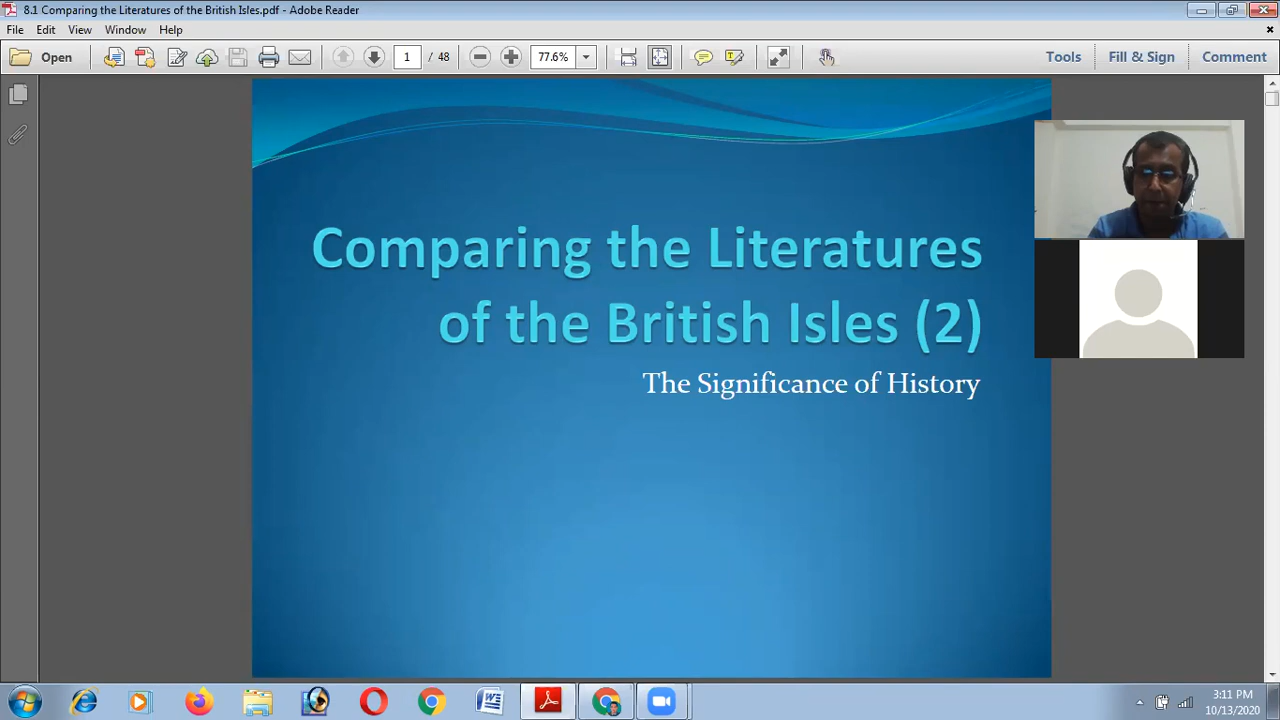 8.1 Comparing the Literatures of the British Isles.pdf - Adobe Reader
File Edit View Window Help
Open 1 / 48 77.6% Tools Fill & Sign Comment
Comparing the Literatures
of the British Isles (2)
The Significance of History
3:11 PM
10/13/2020